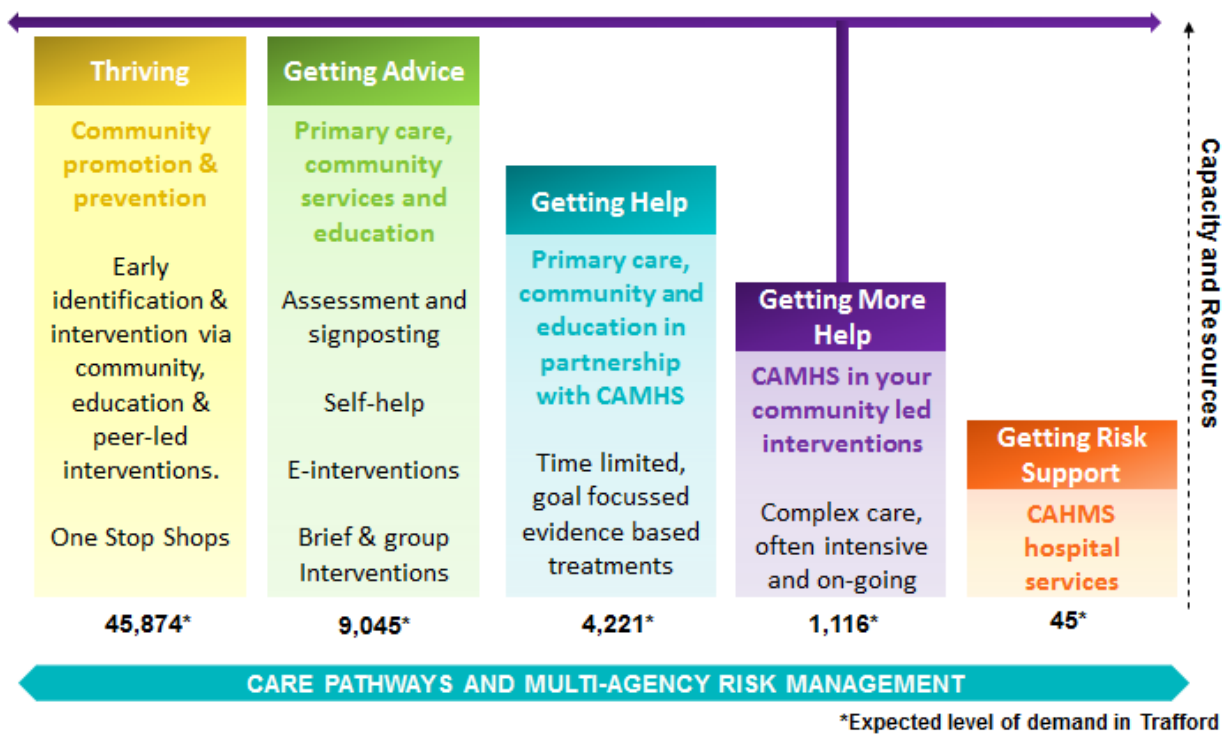 Thriving
Community
promotion &
prevention
Early
identification &
intervention via
community,
education &
peer-led
interventions.
One Stop Shops
45,874*
Getting Advice
Primary care,
community
services and
education
Assessment and
signposting
Self-help
E-interventions
Brief & group
Interventions
9,045*
Getting Help
Primary care,
community and
education in
partnership
with CAMHS
Time limited,
goal focussed
evidence based
treatments
4,221*
Getting More
Help
CAMHS in your
community led
interventions
Complex care,
often intensive
and on-going
1,116*
Getting Risk
Support
CAHMS
hospital
services
45*
Capacity and Resources
CARE PATHWAYS AND MULTI-AGENCY RISK MANAGEMENT
*Expected level of demand in Trafford